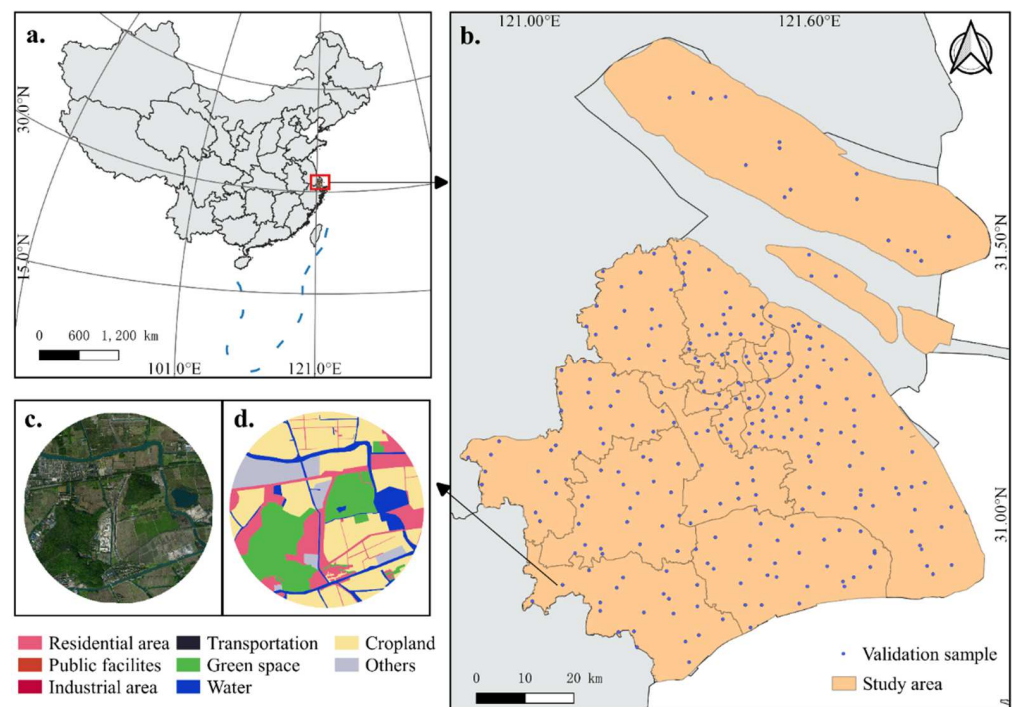 a.
30.0°N
15.0°N
0 600 1,200 km
101.0°E
121.0°E
b.
121.00°E
121.60°E
31.50°N
31.00°N
0 10 20 km
Validation sample
Study area
c.
d.
Residential area
Transportation
Cropland
Public facilites
Green space
Others
Industrial area
Water